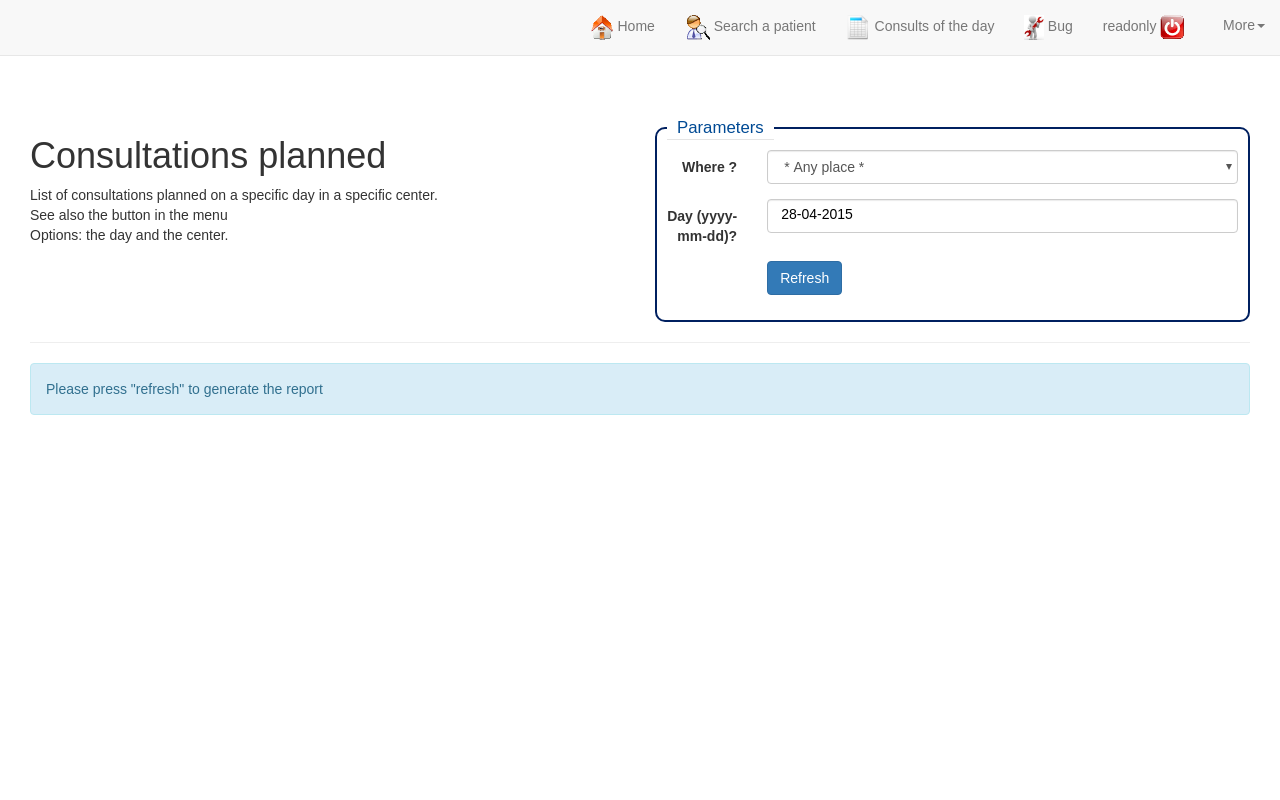 Home
Search a patient
Consults of the day
Bug
readonly
More
Consultations planned
List of consultations planned on a specific day in a specific center.
See also the button in the menu
Options: the day and the center.
Parameters
Where ?
* Any place *
Day (yyyy-
mm-dd)?
28-04-2015
Refresh
Please press "refresh" to generate the report